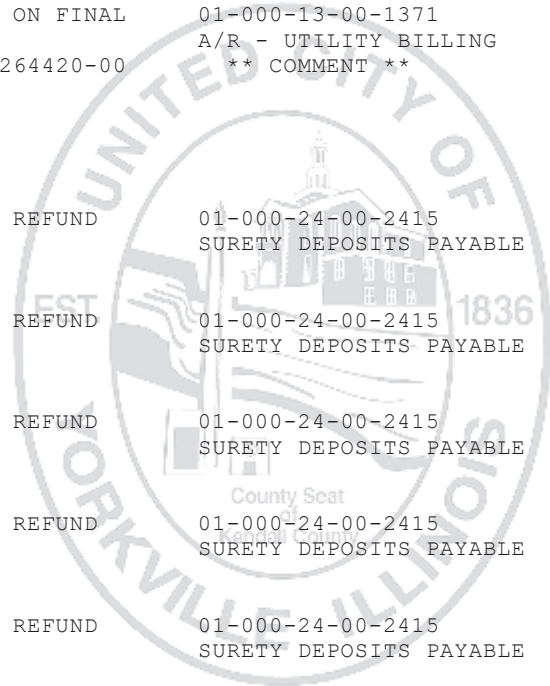 ON FINAL 01-000-13-00-1371
A/R - UTILITY BILLING
264420-00 ** COMMENT **
UNITED CITY OF
REFUND 01-000-24-00-2415
SURETY DEPOSITS PAYABLE
EST. 1836
REFUND 01-000-24-00-2415
SURETY DEPOSITS PAYABLE
REFUND 01-000-24-00-2415
SURETY DEPOSITS PAYABLE
County Seat
of
REFUND 01-000-24-00-2415
Kendall County
SURETY DEPOSITS PAYABLE
YORKVILLE ILLINOIS
REFUND 01-000-24-00-2415
SURETY DEPOSITS PAYABLE